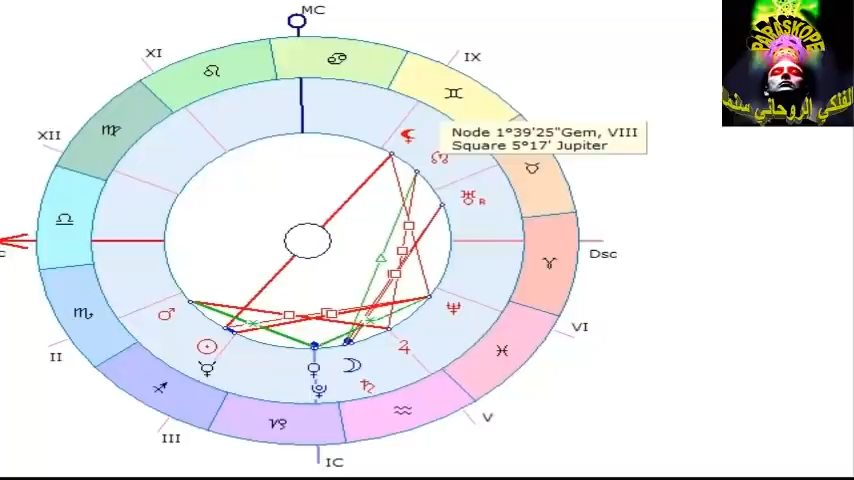 MC
XI
IX
XII
Node 1°39'25"Gem, VIII
Square 5°17' Jupiter
R
Dsc
VI
II
V
III
IC
PARASKOPE
الفلكي الروحاني